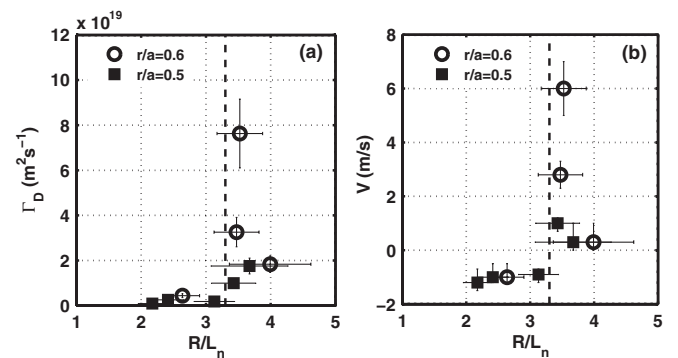 x 10^19
12
10
8
6
4
2
0
Γ_D (m²s⁻¹)
r/a=0.6
r/a=0.5
(a)
1 2 3 4 5
R/L_n
8
6
4
2
0
−2
V (m/s)
r/a=0.6
r/a=0.5
(b)
1 2 3 4 5
R/L_n